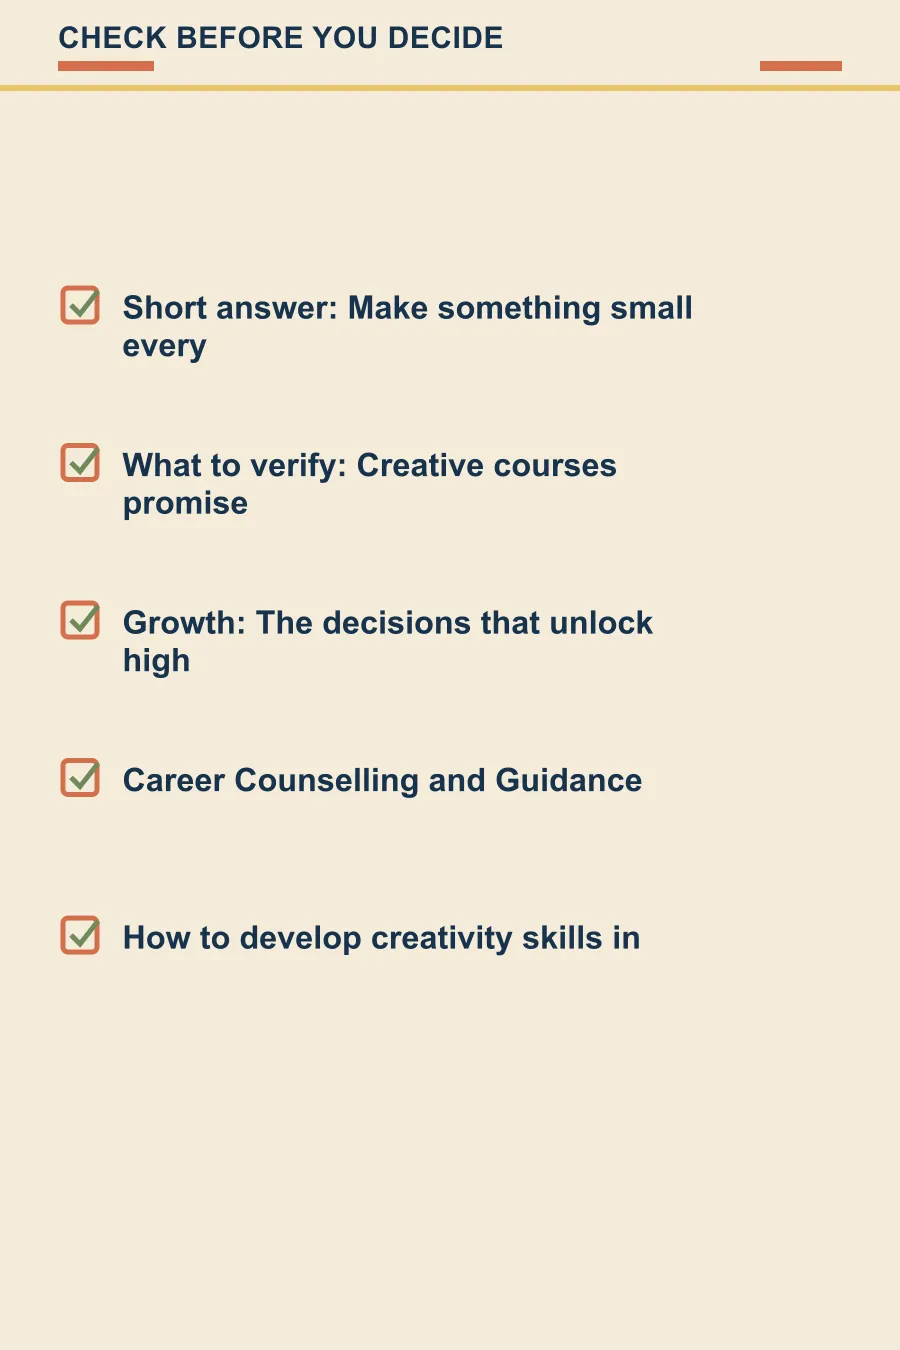 CHECK BEFORE YOU DECIDE
Short answer: Make something small
every
What to verify: Creative courses
promise
Growth: The decisions that unlock
high
Career Counselling and Guidance
How to develop creativity skills in